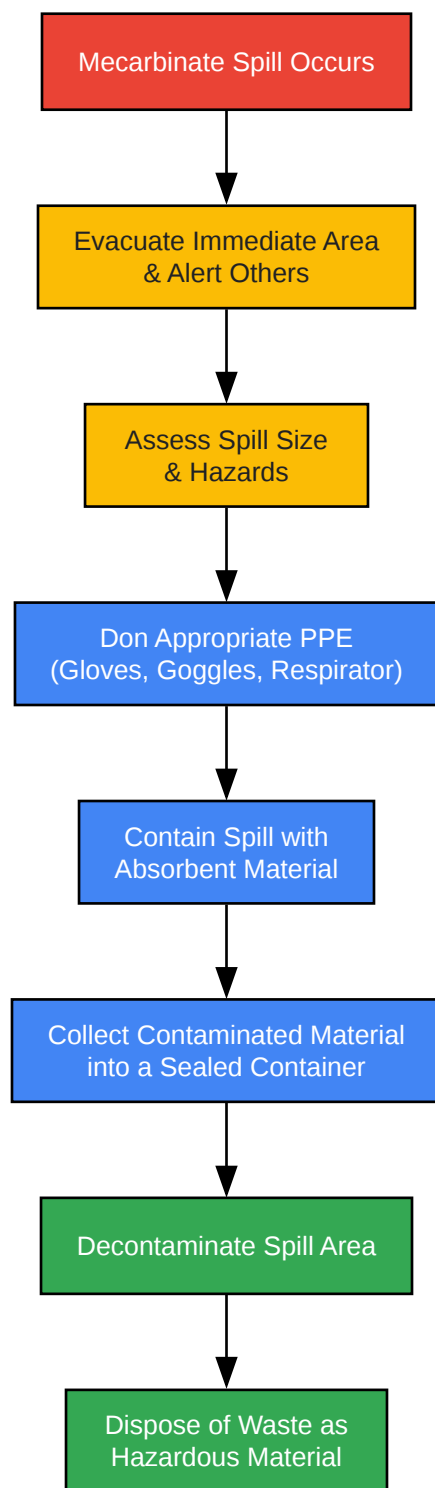 Mecarbinate Spill Occurs
Evacuate Immediate Area
& Alert Others
Assess Spill Size
& Hazards
Don Appropriate PPE
(Gloves, Goggles, Respirator)
Contain Spill with
Absorbent Material
Collect Contaminated Material
into a Sealed Container
Decontaminate Spill Area
Dispose of Waste as
Hazardous Material